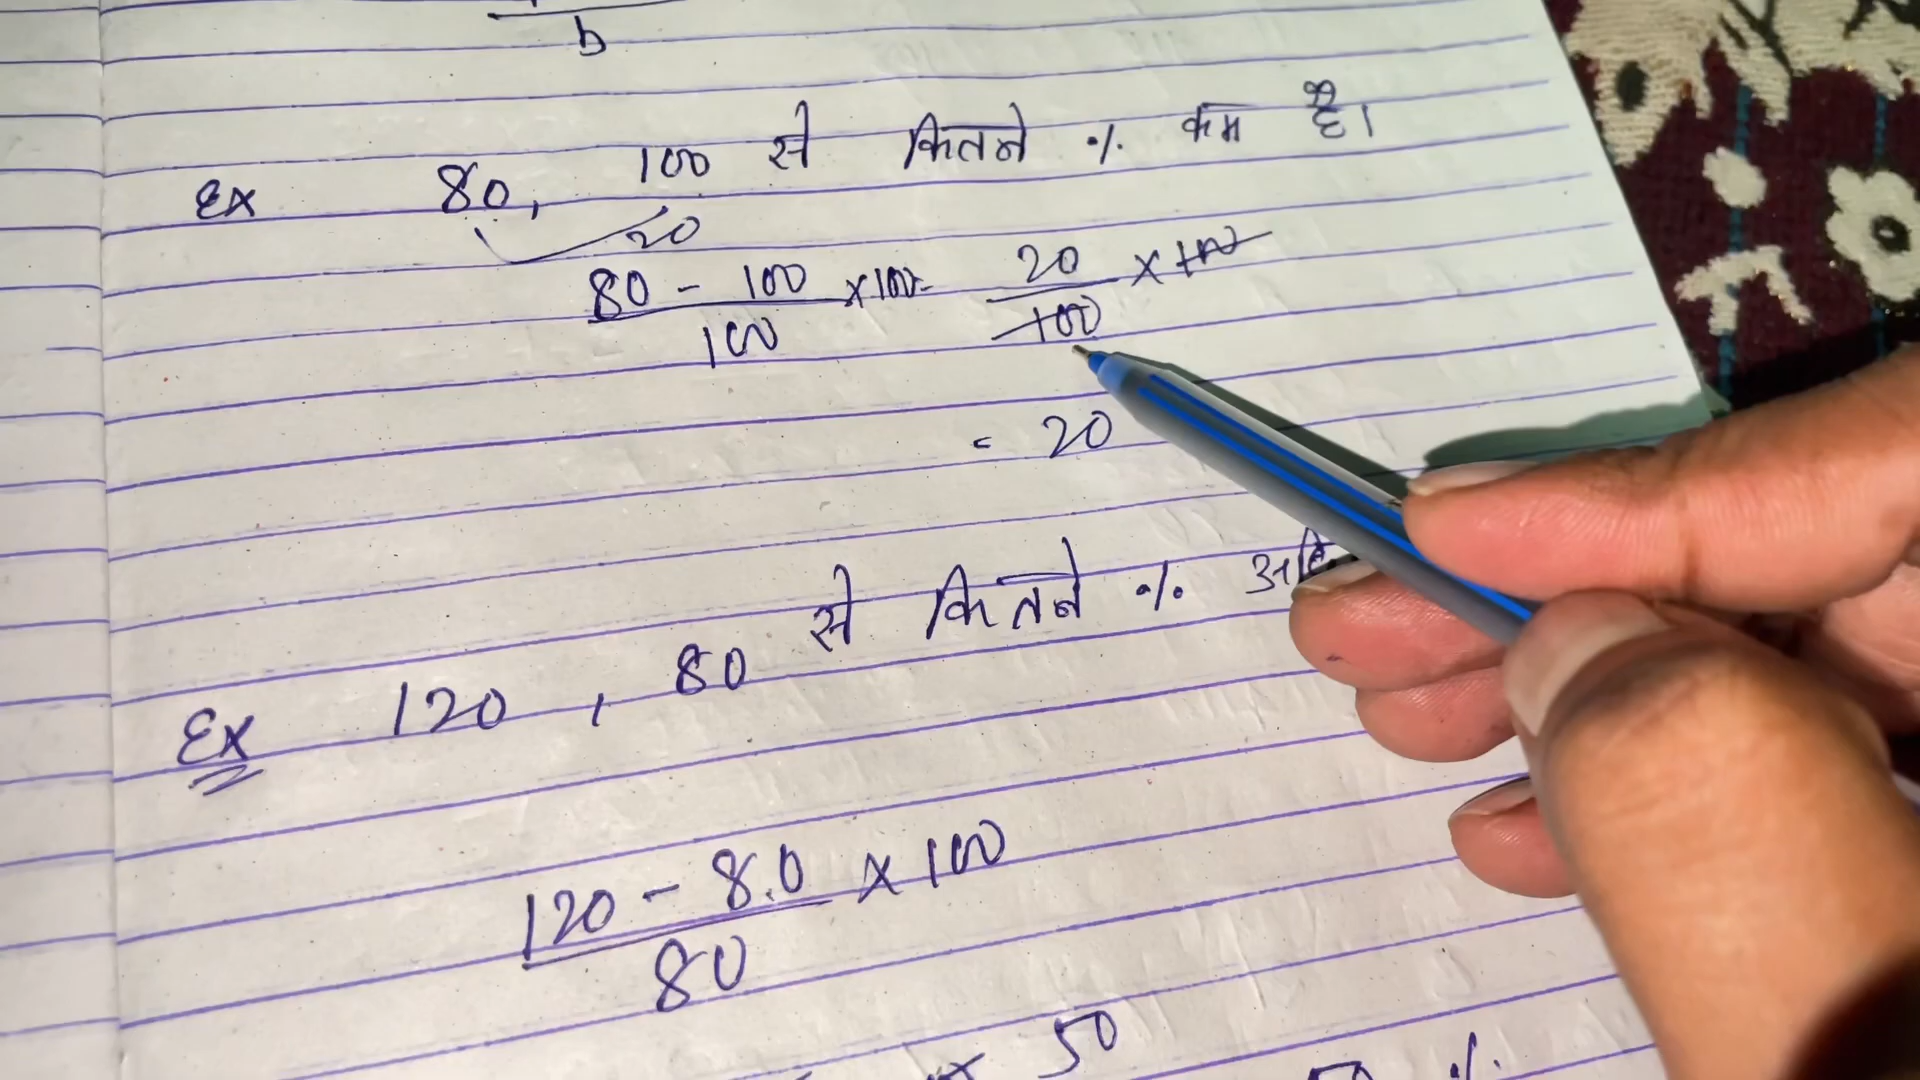 b
Ex 80, 100 से कितने % कम है।
20
80 - 100 ×100 = 20 × 100
100 100
= 20
Ex 120 , 80 से कितने %
120 - 80 × 100
80
× 50
50 %